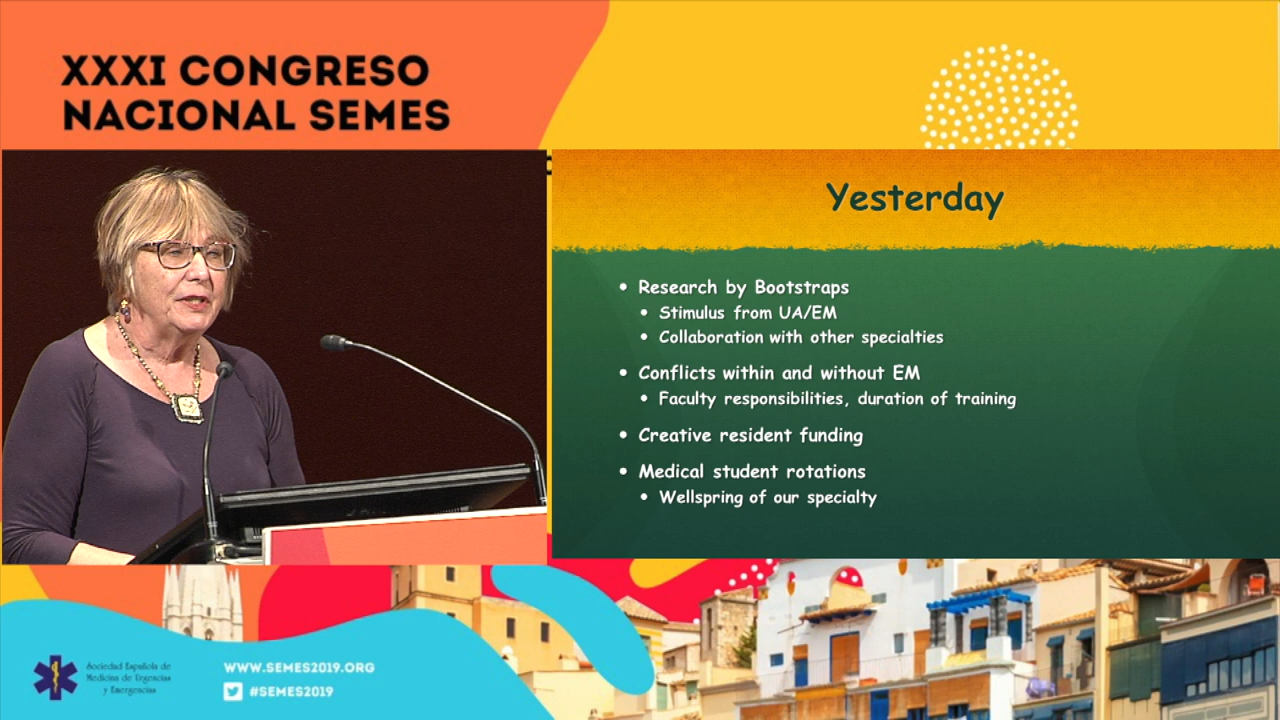 XXXI CONGRESO
NACIONAL SEMES
Yesterday
• Research by Bootstraps
• Stimulus from UA/EM
• Collaboration with other specialties
• Conflicts within and without EM
• Faculty responsibilities, duration of training
• Creative resident funding
• Medical student rotations
• Wellspring of our specialty
Sociedad Española de
Medicina de Urgencias
y Emergencias
WWW.SEMES2019.ORG
#SEMES2019